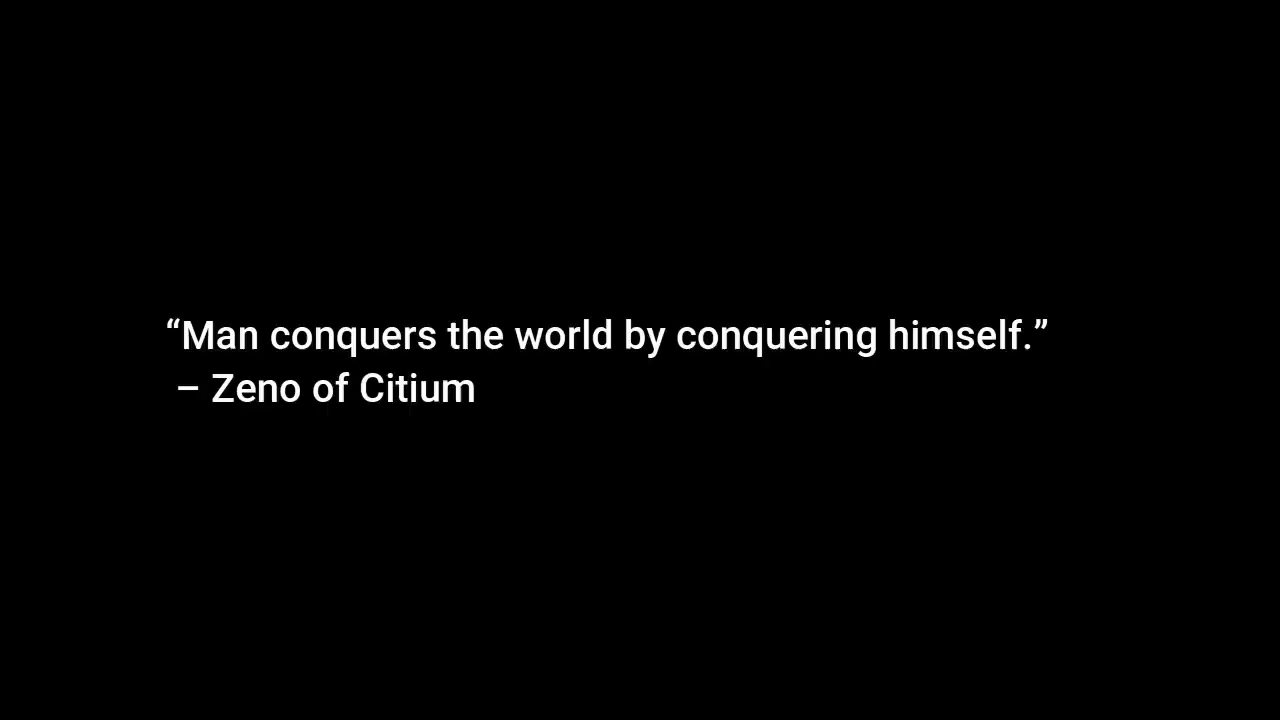 “Man conquers the world by conquering himself.”
– Zeno of Citium